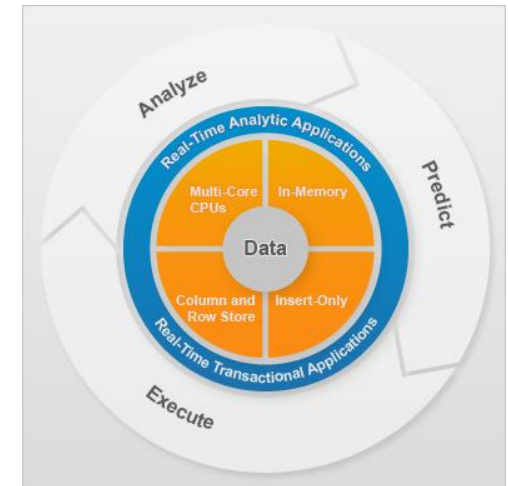 Analyze
Predict
Execute
Real-Time Analytic Applications
Multi-Core
CPUs
In-Memory
Data
Column and
Row Store
Insert-Only
Real-Time Transactional Applications